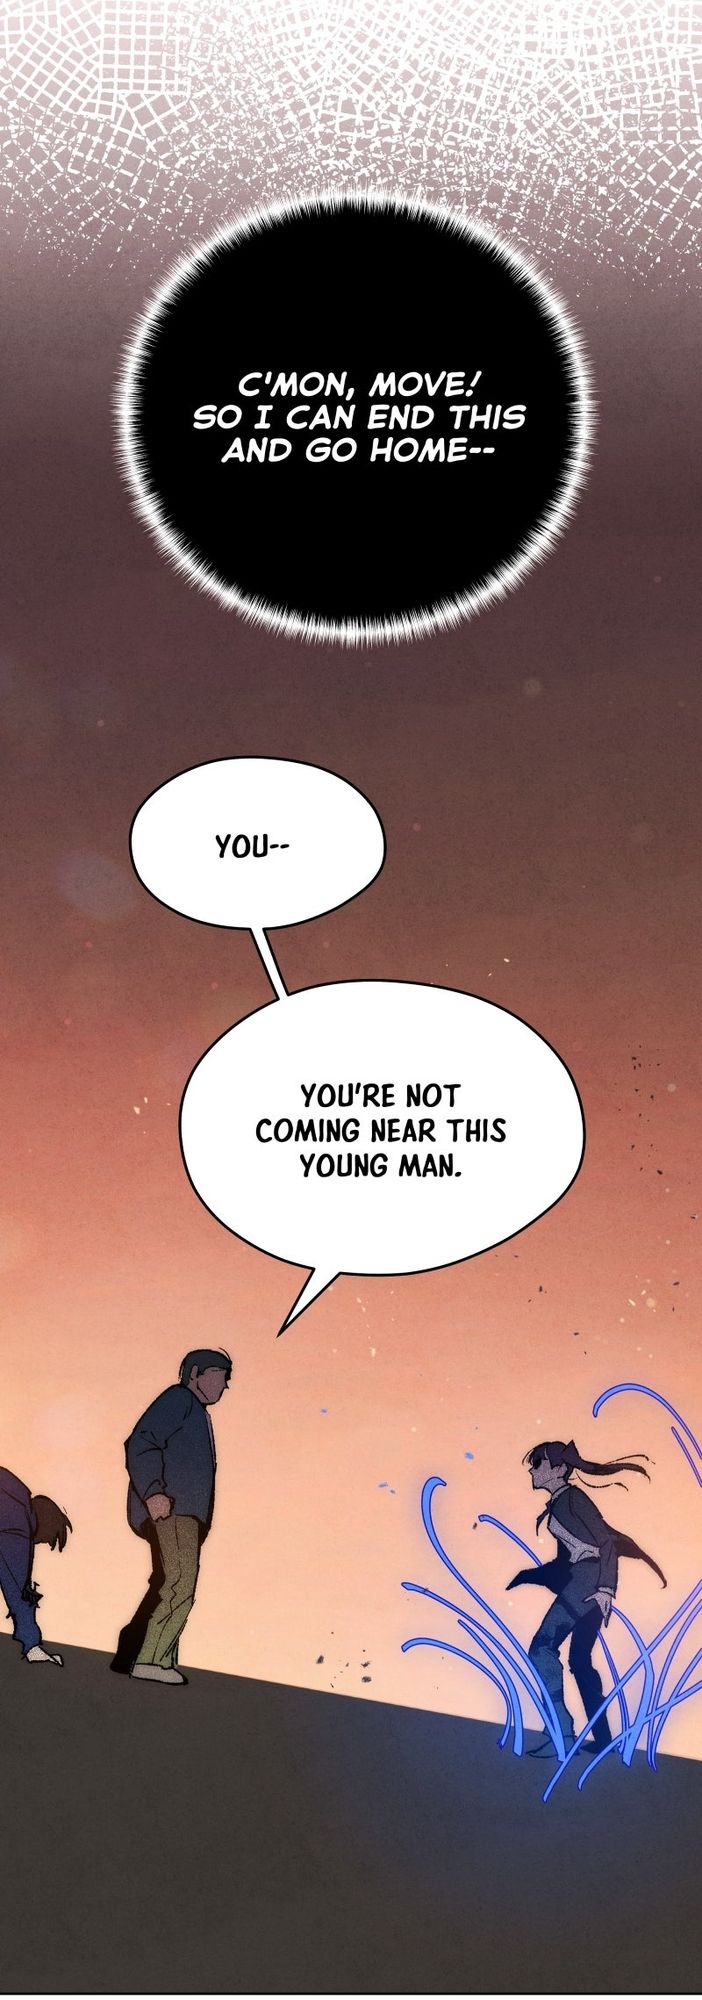 C'MON, MOVE!
SO I CAN END THIS
AND GO HOME--
YOU--
YOU'RE NOT
COMING NEAR THIS
YOUNG MAN.